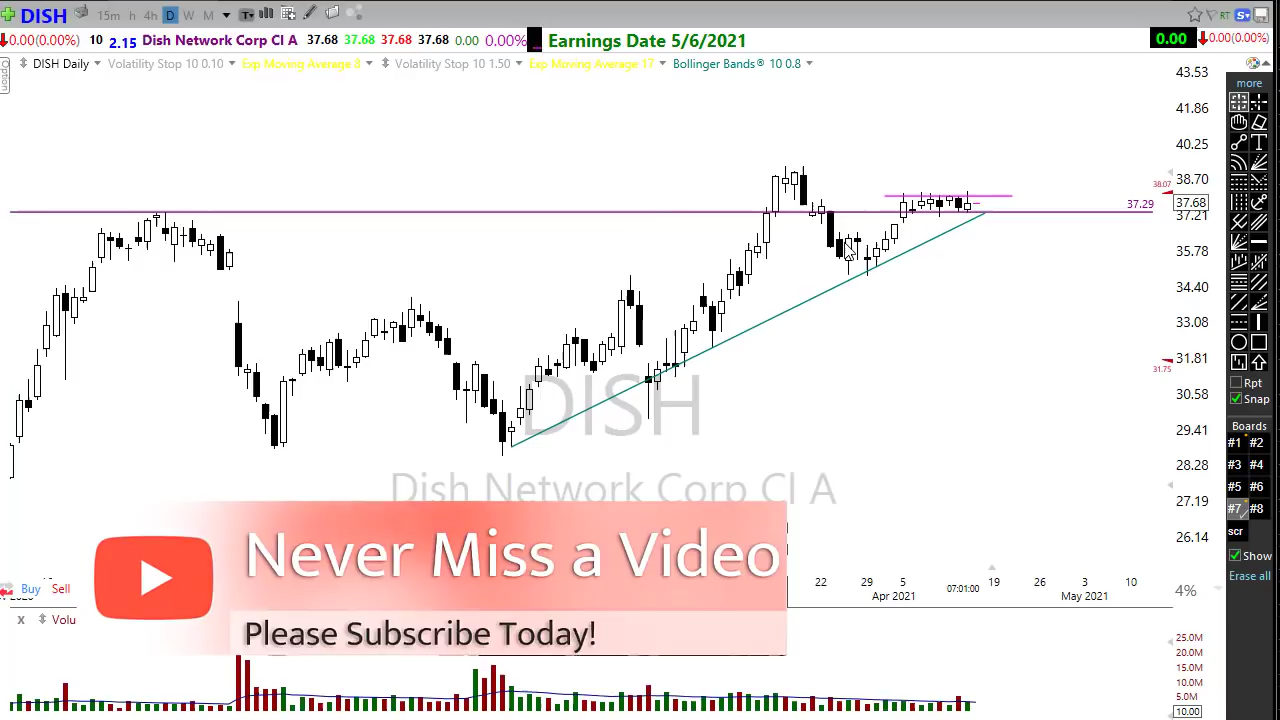 DISH 15m h 4h D W M RT S
0.00(0.00%) 10 2.15 Dish Network Corp Cl A 37.68 37.68 37.68 37.68 0.00 0.00% Earnings Date 5/6/2021 0.00 0.00(0.00%)
DISH Daily Volatility Stop 10 0.10 Exp Moving Average 8 Volatility Stop 10 1.50 Exp Moving Average 17 Bollinger Bands® 10 0.8
Option
43.53
41.86
40.25
38.70
38.07
37.29
37.68
37.21
35.78
34.40
33.08
31.81
31.75
30.58
29.41
28.28
27.19
26.14
DISH
Dish Network Corp Cl A
Never Miss a Video
Please Subscribe Today!
Buy Sell
22 29 5 19 26 3 10
Apr 2021 07:01:00 May 2021
4%
X Volu
25.0M
20.0M
15.0M
10.0M
5.0M
10.00
more
Rpt
Snap
Boards
#1 #2
#3 #4
#5 #6
#7 #8
scr
Show
Erase all